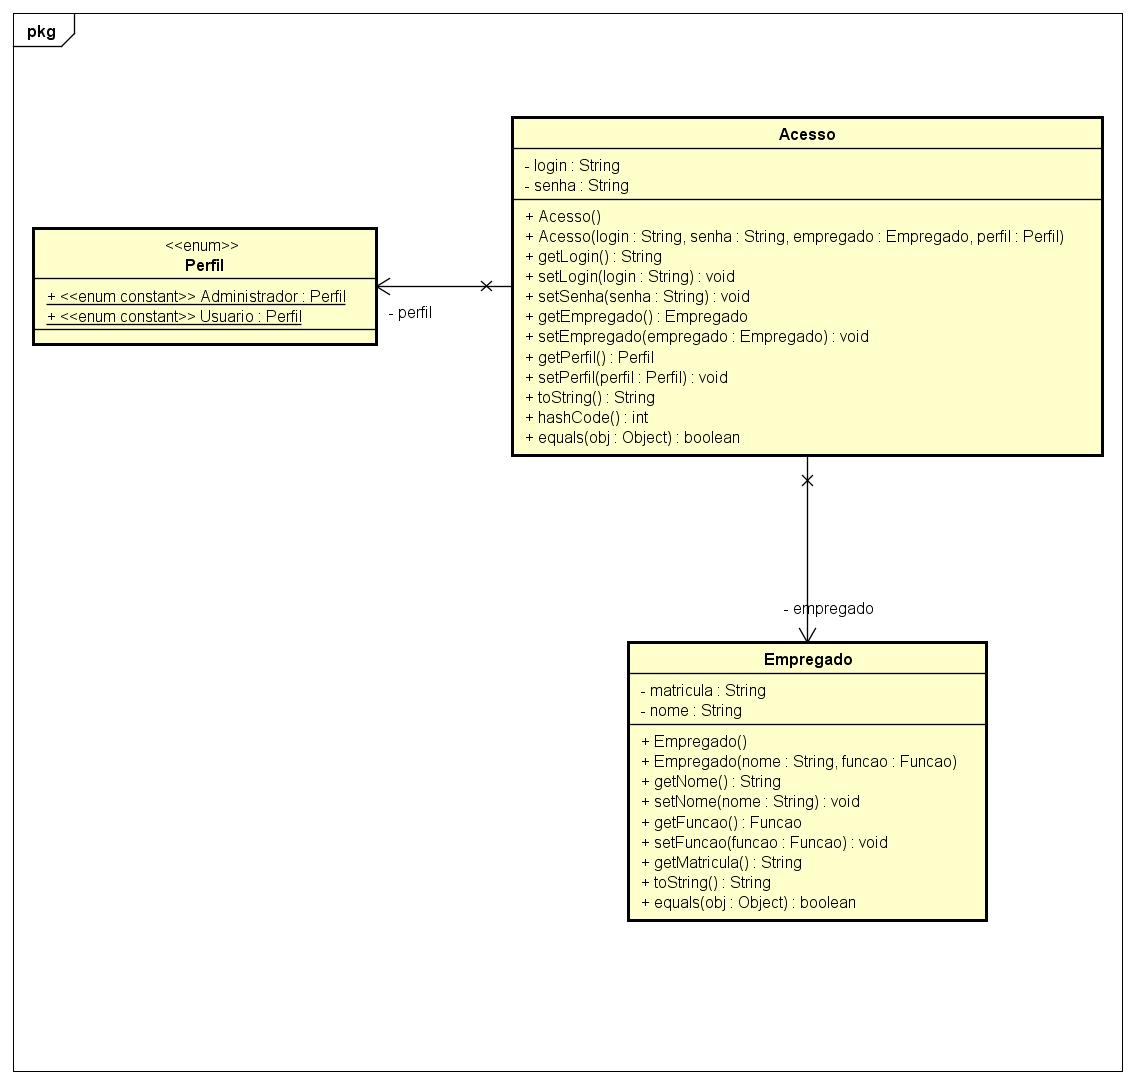 pkg
Acesso
- login : String
- senha : String
+ Acesso()
+ Acesso(login : String, senha : String, empregado : Empregado, perfil : Perfil)
+ getLogin() : String
+ setLogin(login : String) : void
+ setSenha(senha : String) : void
+ getEmpregado() : Empregado
+ setEmpregado(empregado : Empregado) : void
+ getPerfil() : Perfil
+ setPerfil(perfil : Perfil) : void
+ toString() : String
+ hashCode() : int
+ equals(obj : Object) : boolean
<<enum>>
Perfil
+ <<enum constant>> Administrador : Perfil
+ <<enum constant>> Usuario : Perfil
- perfil
- empregado
Empregado
- matricula : String
- nome : String
+ Empregado()
+ Empregado(nome : String, funcao : Funcao)
+ getNome() : String
+ setNome(nome : String) : void
+ getFuncao() : Funcao
+ setFuncao(funcao : Funcao) : void
+ getMatricula() : String
+ toString() : String
+ equals(obj : Object) : boolean